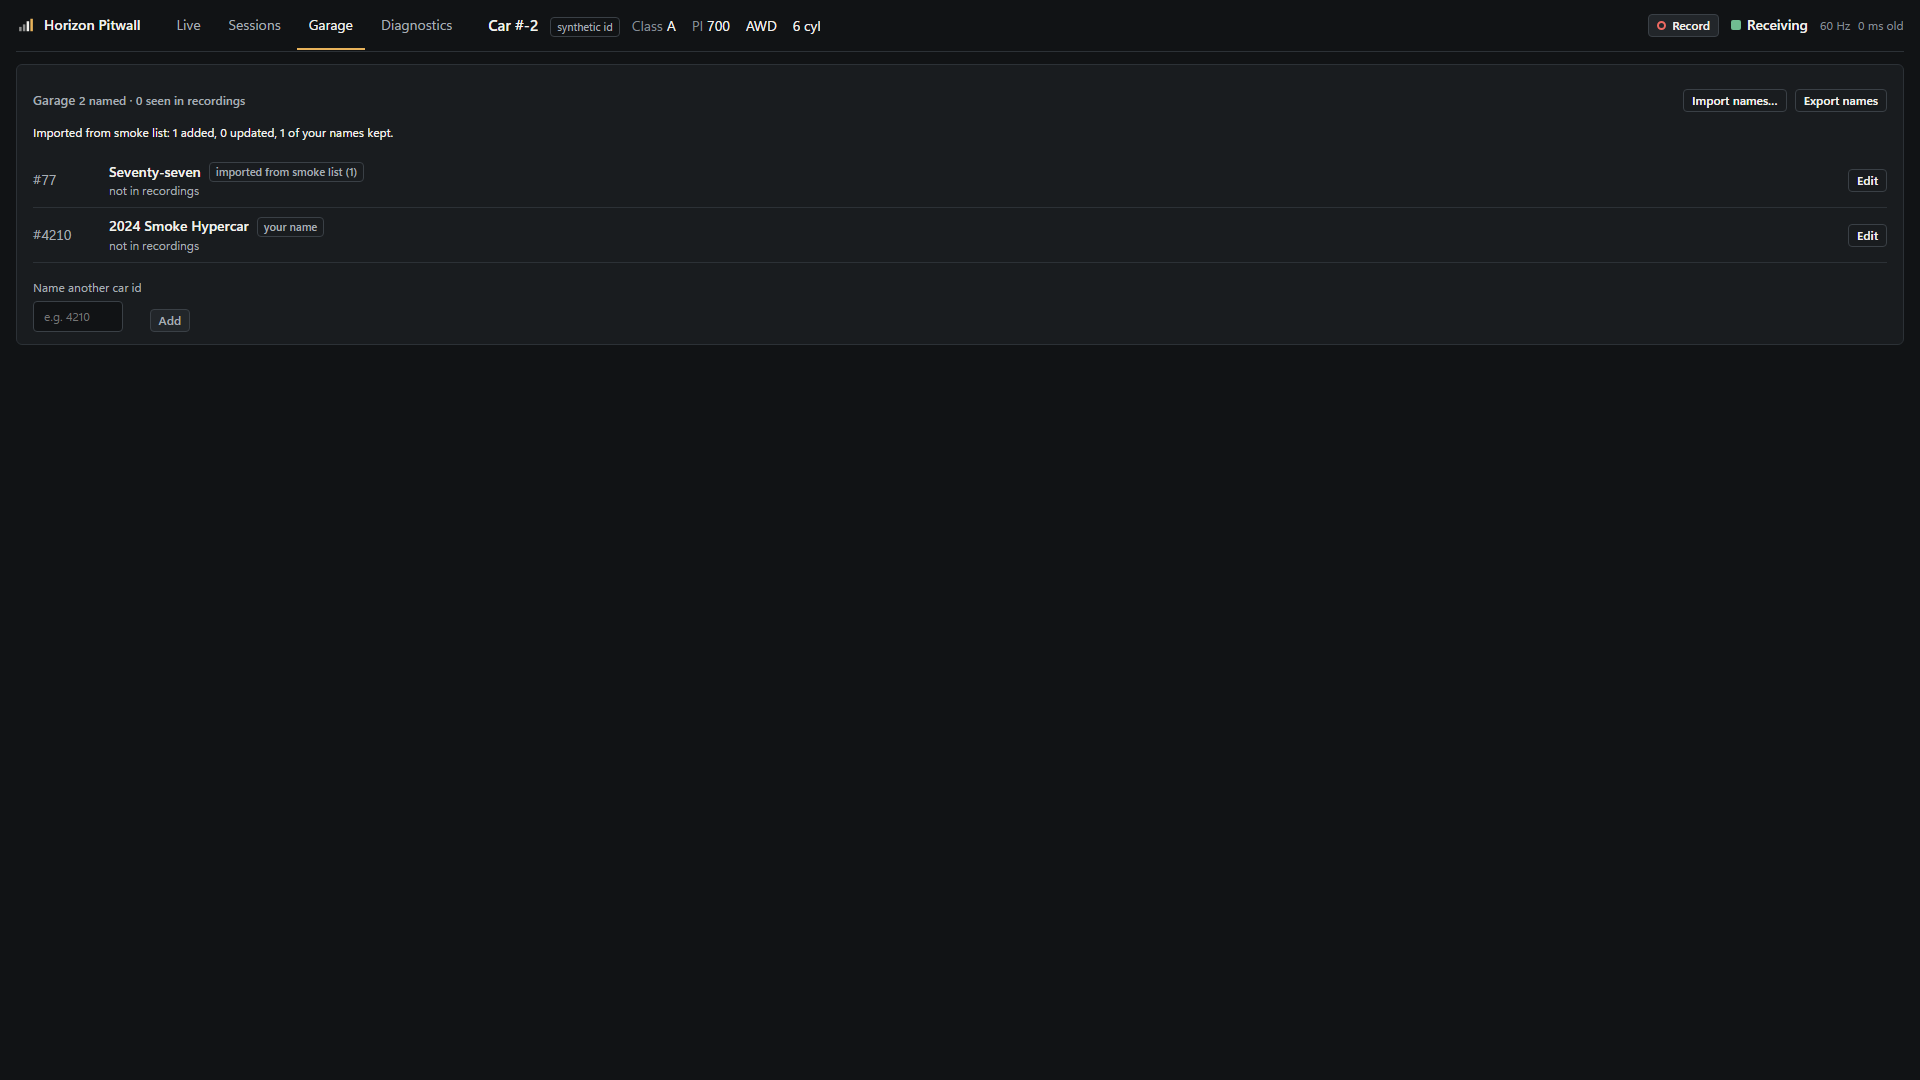 Horizon Pitwall Live Sessions Garage Diagnostics Car #-2 synthetic id Class A PI 700 AWD 6 cyl Record Receiving 60 Hz 0 ms old
Garage 2 named · 0 seen in recordings Import names... Export names
Imported from smoke list: 1 added, 0 updated, 1 of your names kept.
#77 Seventy-seven imported from smoke list (1) Edit
not in recordings
#4210 2024 Smoke Hypercar your name Edit
not in recordings
Name another car id
e.g. 4210 Add